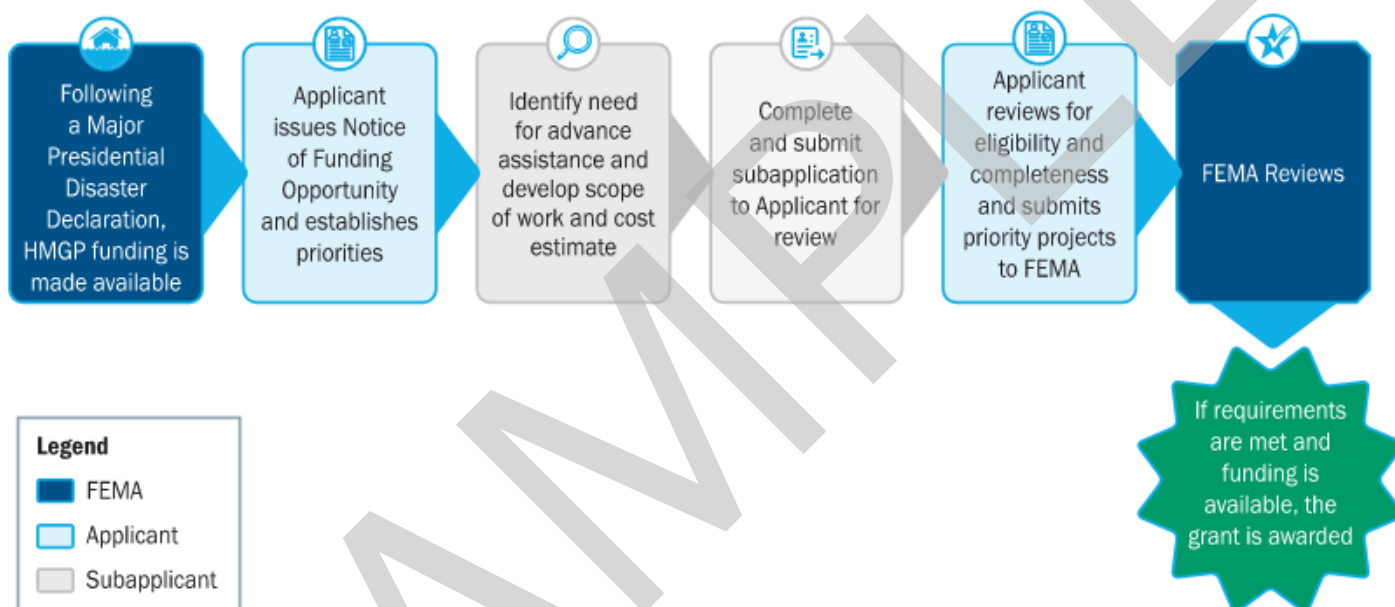 Following
a Major
Presidential
Disaster
Declaration,
HMGP funding is
made available
Applicant
issues Notice
of Funding
Opportunity
and establishes
priorities
Identify need
for advance
assistance and
develop scope
of work and cost
estimate
Complete
and submit
subapplication
to Applicant for
review
Applicant
reviews for
eligibility and
completeness
and submits
priority projects
to FEMA
FEMA Reviews
If requirements
are met and
funding is
available, the
grant is awarded
Legend
FEMA
Applicant
Subapplicant
AMPLE